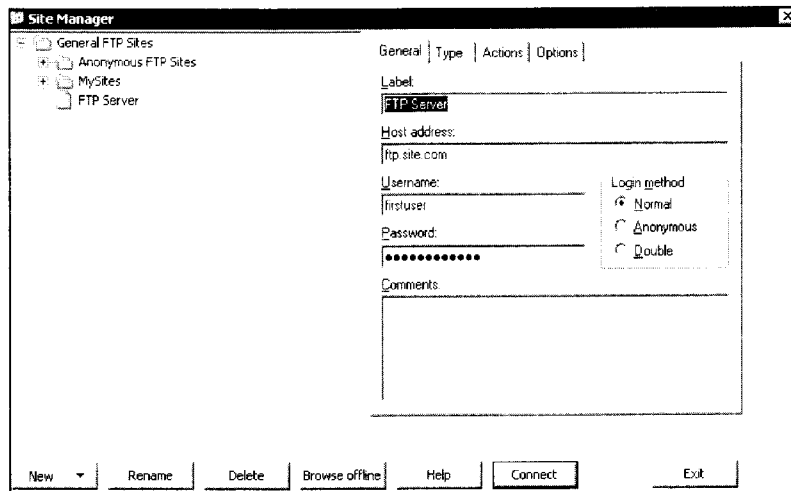 Site Manager
General FTP Sites
Anonymous FTP Sites
MySites
FTP Server
General Type Actions Options
Label:
FTP Server
Host address:
ftp.site.com
Username:
firstuser
Login method
Normal
Anonymous
Double
Password:
●●●●●●●●●●●●
Comments:
New Rename Delete Browse offline Help Connect Exit